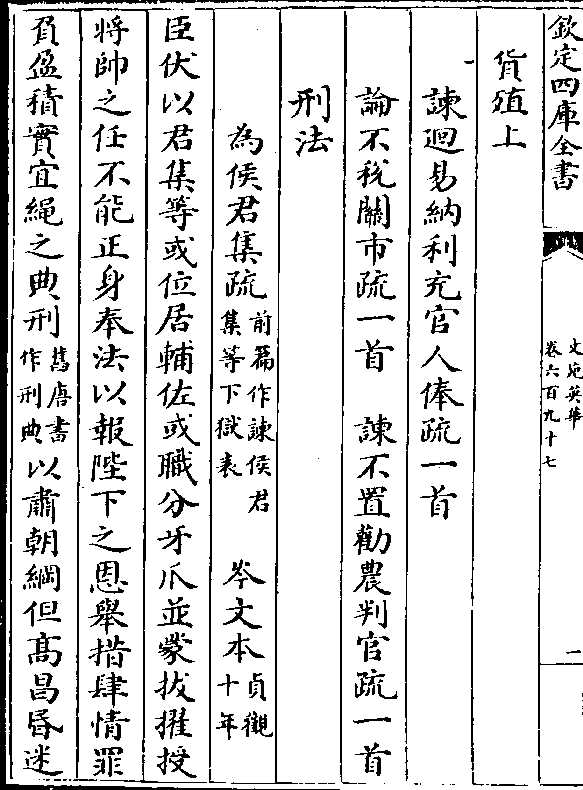 欽定四庫全書
文苑英華
卷六百九十七
一
貨殖上
諫迴易納利充官人俸疏一首
論不稅關市疏一首 諫不置勸農判官疏一首
刑法
為侯君集疏前篇作諫侯君集等下獄表 岑文本貞觀十年
臣伏以君集等或位居輔佐或職分牙爪並蒙拔擢授
將帥之任不能正身奉法以報陛下之恩舉措肆情罪
負盈積實宜繩之典刑舊唐書作刑典以肅朝綱但髙昌昏迷